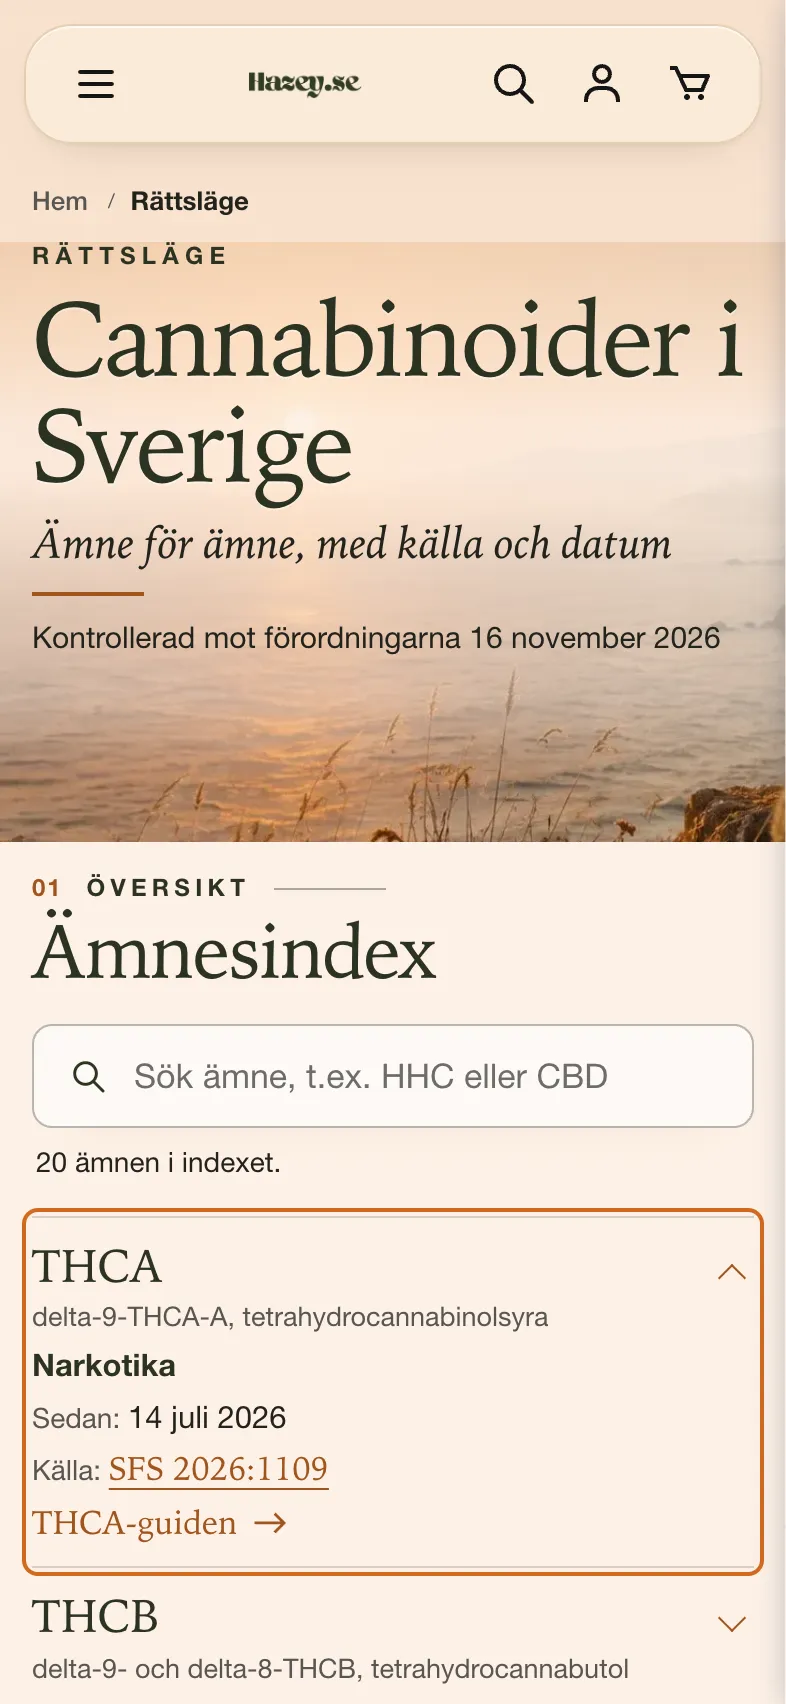 Hazey.se
Hem / Rättsläge
RÄTTSLÄGE
Cannabinoider i
Sverige
Ämne för ämne, med källa och datum
Kontrollerad mot förordningarna 16 november 2026
01 ÖVERSIKT
Ämnesindex
Sök ämne, t.ex. HHC eller CBD
20 ämnen i indexet.
THCA
delta-9-THCA-A, tetrahydrocannabinolsyra
Narkotika
Sedan: 14 juli 2026
Källa: SFS 2026:1109
THCA-guiden →
THCB
delta-9- och delta-8-THCB, tetrahydrocannabutol